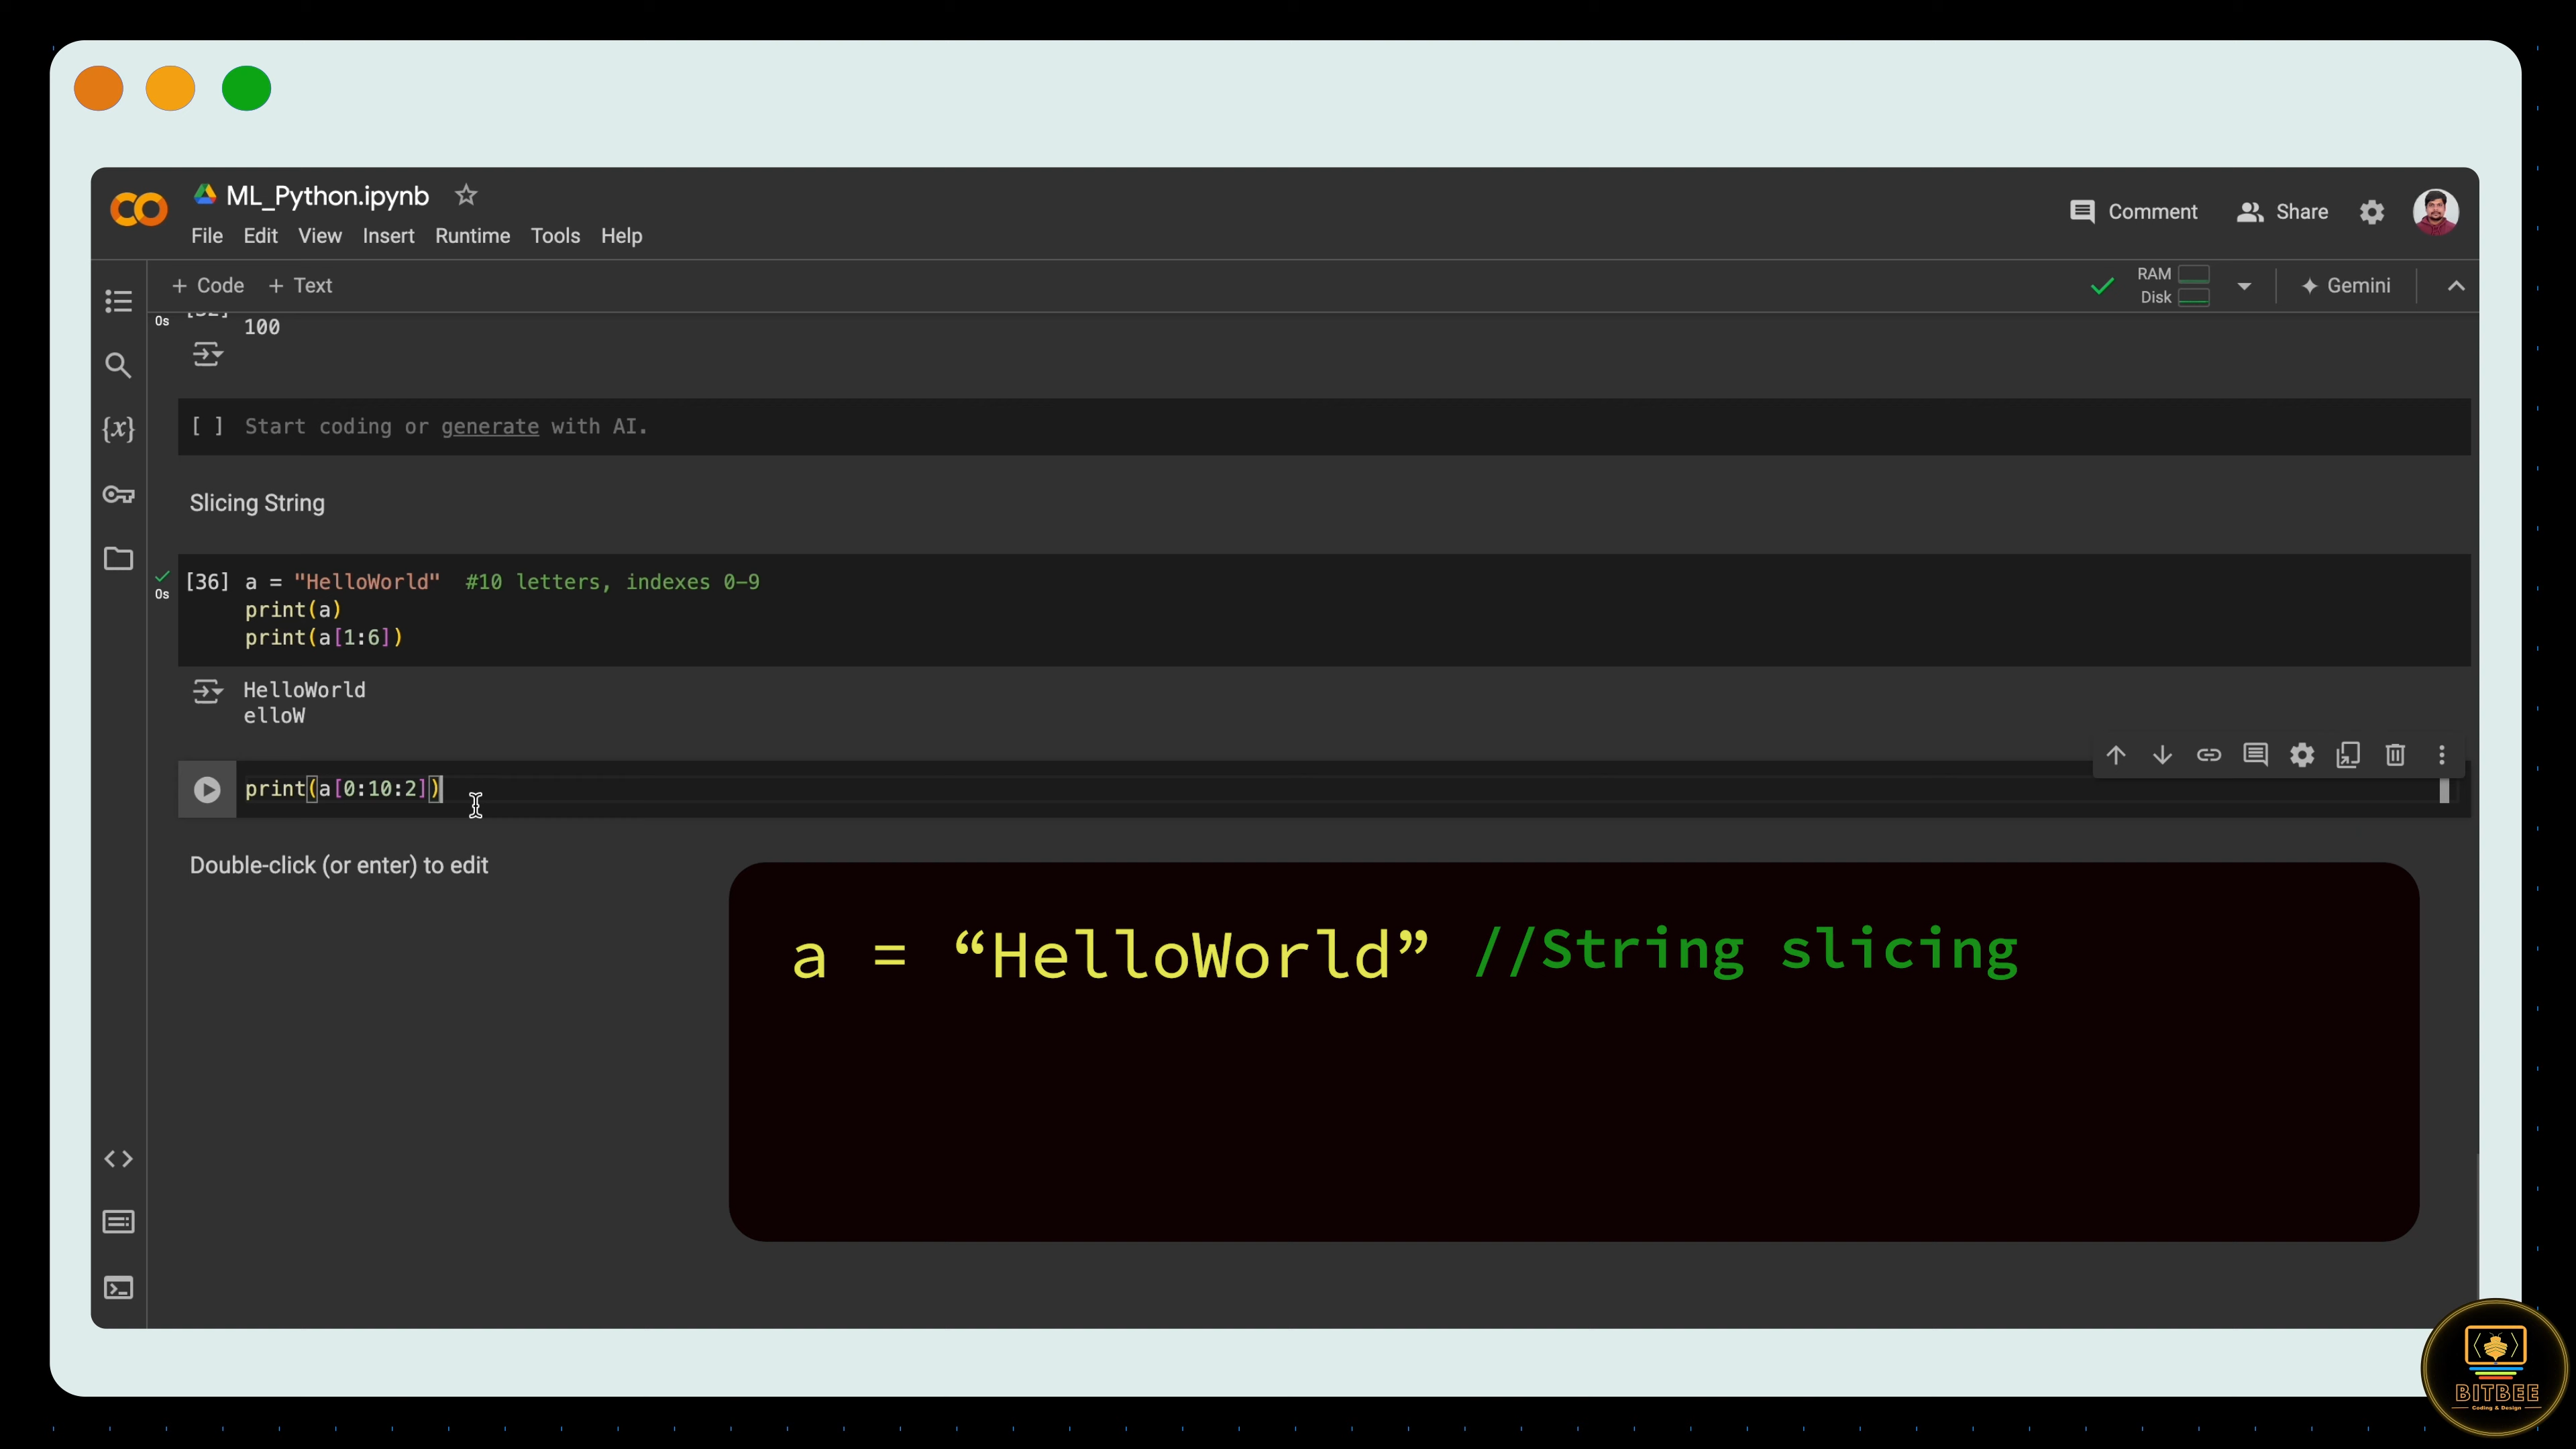 ML_Python.ipynb
File Edit View Insert Runtime Tools Help
Comment Share
+ Code + Text
RAM
Disk
Gemini
0s
100
[ ] Start coding or generate with AI.
{x}
Slicing String
[36] a = "HelloWorld" #10 letters, indexes 0-9
0s
print(a)
print(a[1:6])
HelloWorld
elloW
print(a[0:10:2])
Double-click (or enter) to edit
a = “HelloWorld” //String slicing
BITBEE
Coding & Design